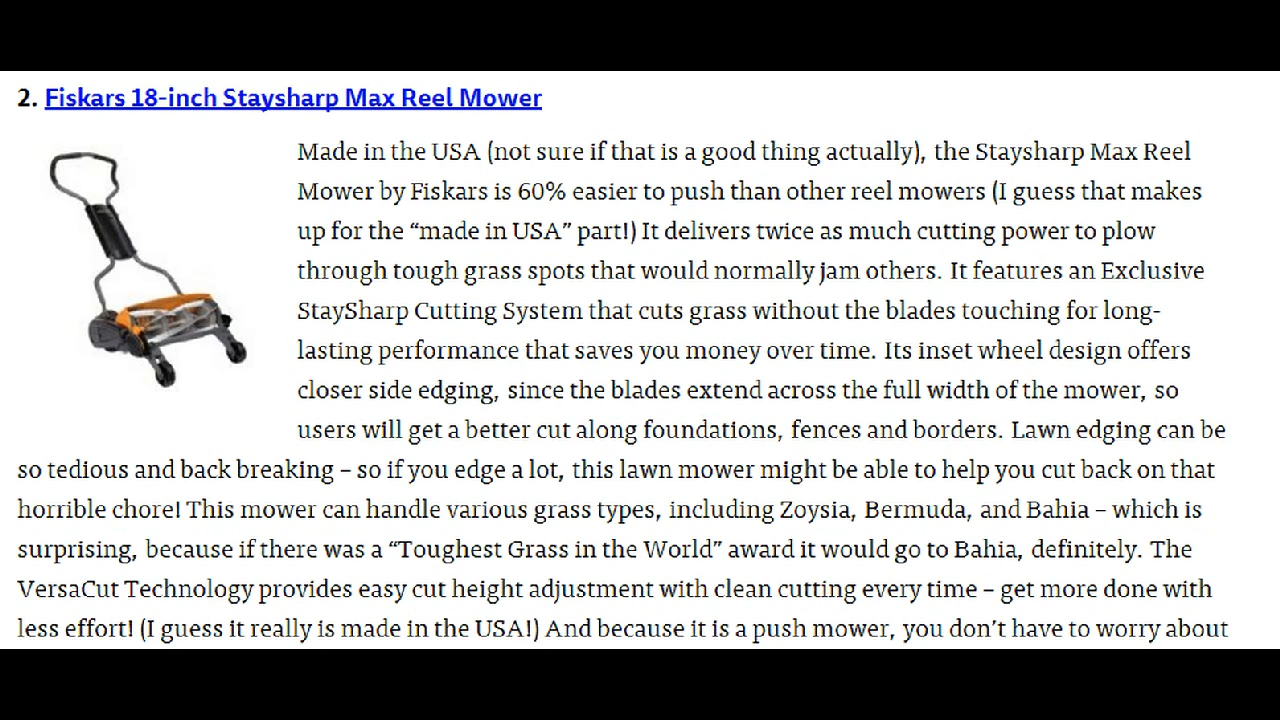 2. Fiskars 18-inch Staysharp Max Reel Mower
Made in the USA (not sure if that is a good thing actually), the Staysharp Max Reel
Mower by Fiskars is 60% easier to push than other reel mowers (I guess that makes
up for the “made in USA” part!) It delivers twice as much cutting power to plow
through tough grass spots that would normally jam others. It features an Exclusive
StaySharp Cutting System that cuts grass without the blades touching for long-
lasting performance that saves you money over time. Its inset wheel design offers
closer side edging, since the blades extend across the full width of the mower, so
users will get a better cut along foundations, fences and borders. Lawn edging can be
so tedious and back breaking – so if you edge a lot, this lawn mower might be able to help you cut back on that
horrible chore! This mower can handle various grass types, including Zoysia, Bermuda, and Bahia – which is
surprising, because if there was a “Toughest Grass in the World” award it would go to Bahia, definitely. The
VersaCut Technology provides easy cut height adjustment with clean cutting every time – get more done with
less effort! (I guess it really is made in the USA!) And because it is a push mower, you don’t have to worry about